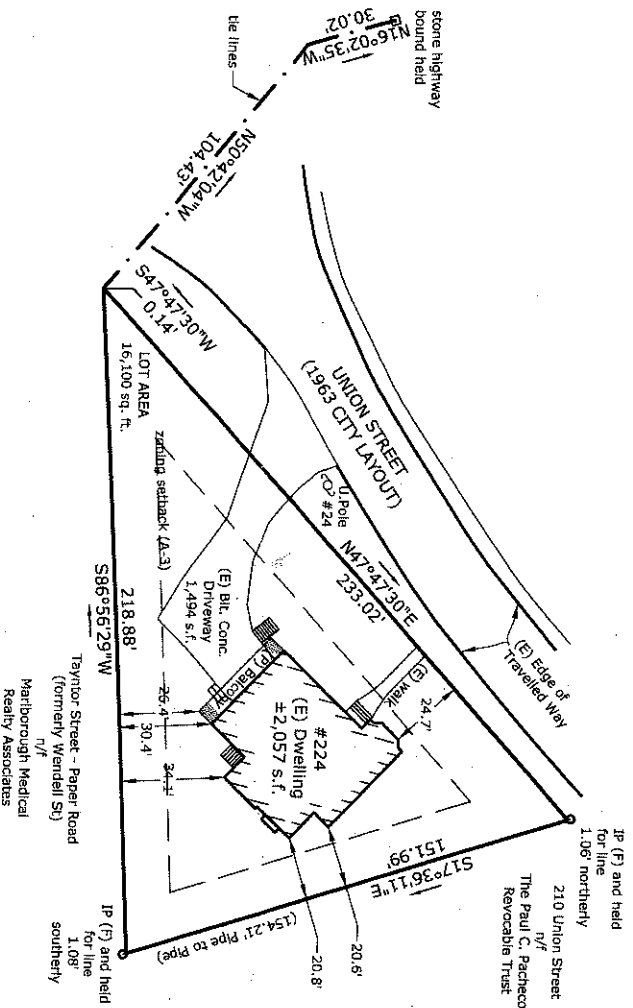 stone highway
bound held
N16°02'35"W
30.02'
tie lines
N50°42'04"W
104.43'
S47°47'30"W
0.14'
UNION STREET
(1963 CITY LAYOUT)
(E) Edge of
Travelled Way
U.Pole
#24
N47°47'30"E
233.02'
(E) walk
24.7'
LOT AREA
16,100 sq. ft.
zoning setback (A-3)
(E) Bit. Conc.
Driveway
1,494 s.f.
(P) Balcony
#224
(E) Dwelling
±2,057 s.f.
26.4'
30.4'
34.1'
218.88'
S86°56'29"W
Tayntor Street - Paper Road
(formerly Wendell St)
n/f
Marlborough Medical
Realty Associates
IP (F) and held
for line
1.06' northerly
210 Union Street
n/f
The Paul C. Pacheco
Revocable Trust
151.99'
S17°36'11"E
(154.21' Pipe to Pipe)
20.6'
20.8'
IP (F) and held
for line
1.08'
southerly